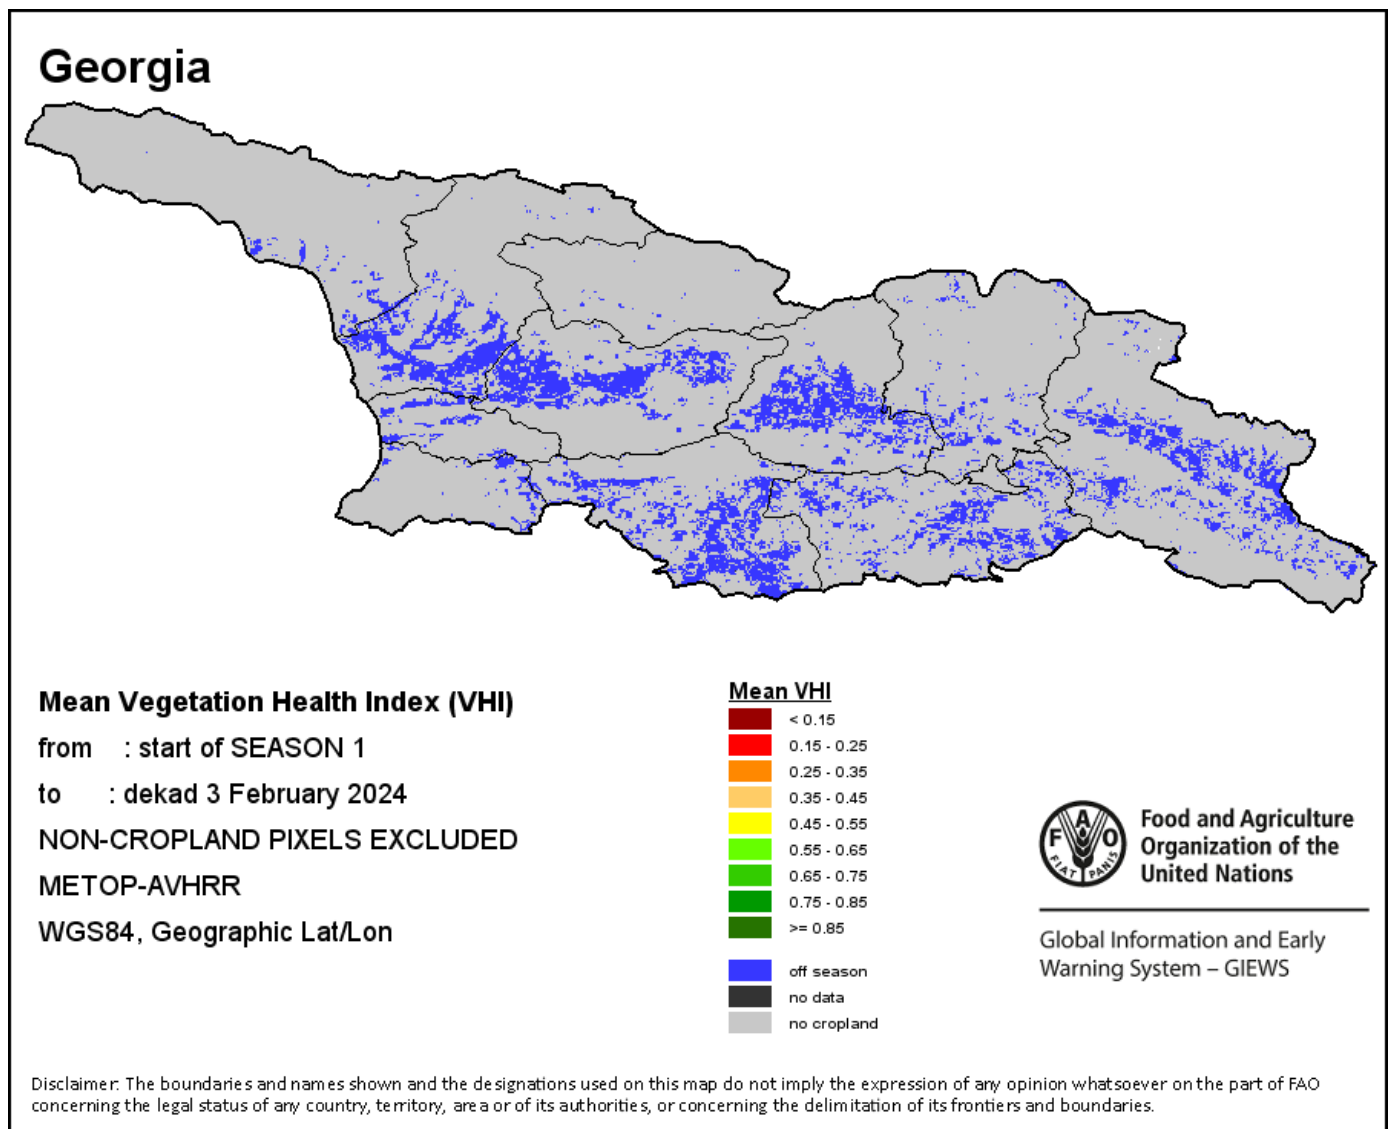 Georgia
Mean Vegetation Health Index (VHI)
from : start of SEASON 1
to : dekad 3 February 2024
NON-CROPLAND PIXELS EXCLUDED
METOP-AVHRR
WGS84, Geographic Lat/Lon
Mean VHI
< 0.15
0.15 - 0.25
0.25 - 0.35
0.35 - 0.45
0.45 - 0.55
0.55 - 0.65
0.65 - 0.75
0.75 - 0.85
>= 0.85
off season
no data
no cropland
F A O
FIAT PANIS
Food and Agriculture
Organization of the
United Nations
Global Information and Early
Warning System – GIEWS
Disclaimer: The boundaries and names shown and the designations used on this map do not imply the expression of any opinion whatsoever on the part of FAO
concerning the legal status of any country, territory, area or of its authorities, or concerning the delimitation of its frontiers and boundaries.